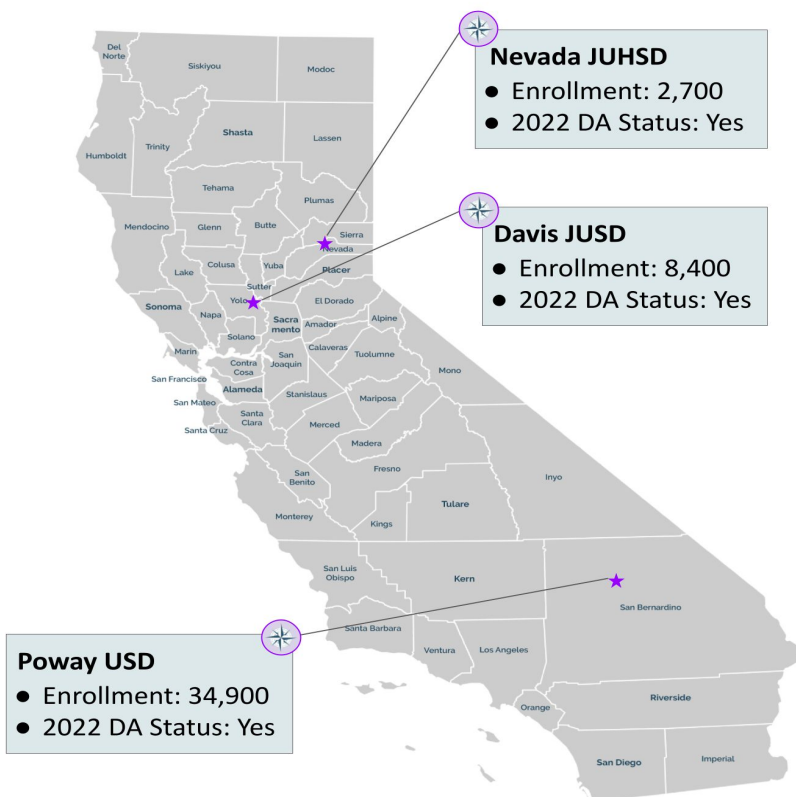 Nevada JUHSD
● Enrollment: 2,700
● 2022 DA Status: Yes
Davis JUSD
● Enrollment: 8,400
● 2022 DA Status: Yes
Poway USD
● Enrollment: 34,900
● 2022 DA Status: Yes
Del
Norte
Siskiyou
Modoc
Humboldt
Trinity
Shasta
Lassen
Tehama
Plumas
Mendocino
Glenn
Butte
Sierra
Nevada
Lake
Colusa
Yuba
Placer
Sutter
Sonoma
Napa
Yolo
El Dorado
Sacra
mento
Amador
Alpine
Solano
Marin
Calaveras
Tuolumne
Mono
San Francisco
Contra
Cosa
San
Joaquin
Alameda
San Mateo
Santa
Clara
Stanislaus
Mariposa
Santa Cruz
Merced
Madera
San
Benito
Fresno
Inyo
Monterey
Kings
Tulare
San Luis
Obispo
Kern
San Bernardino
Santa Barbara
Ventura
Los Angeles
Orange
Riverside
San Diego
Imperial